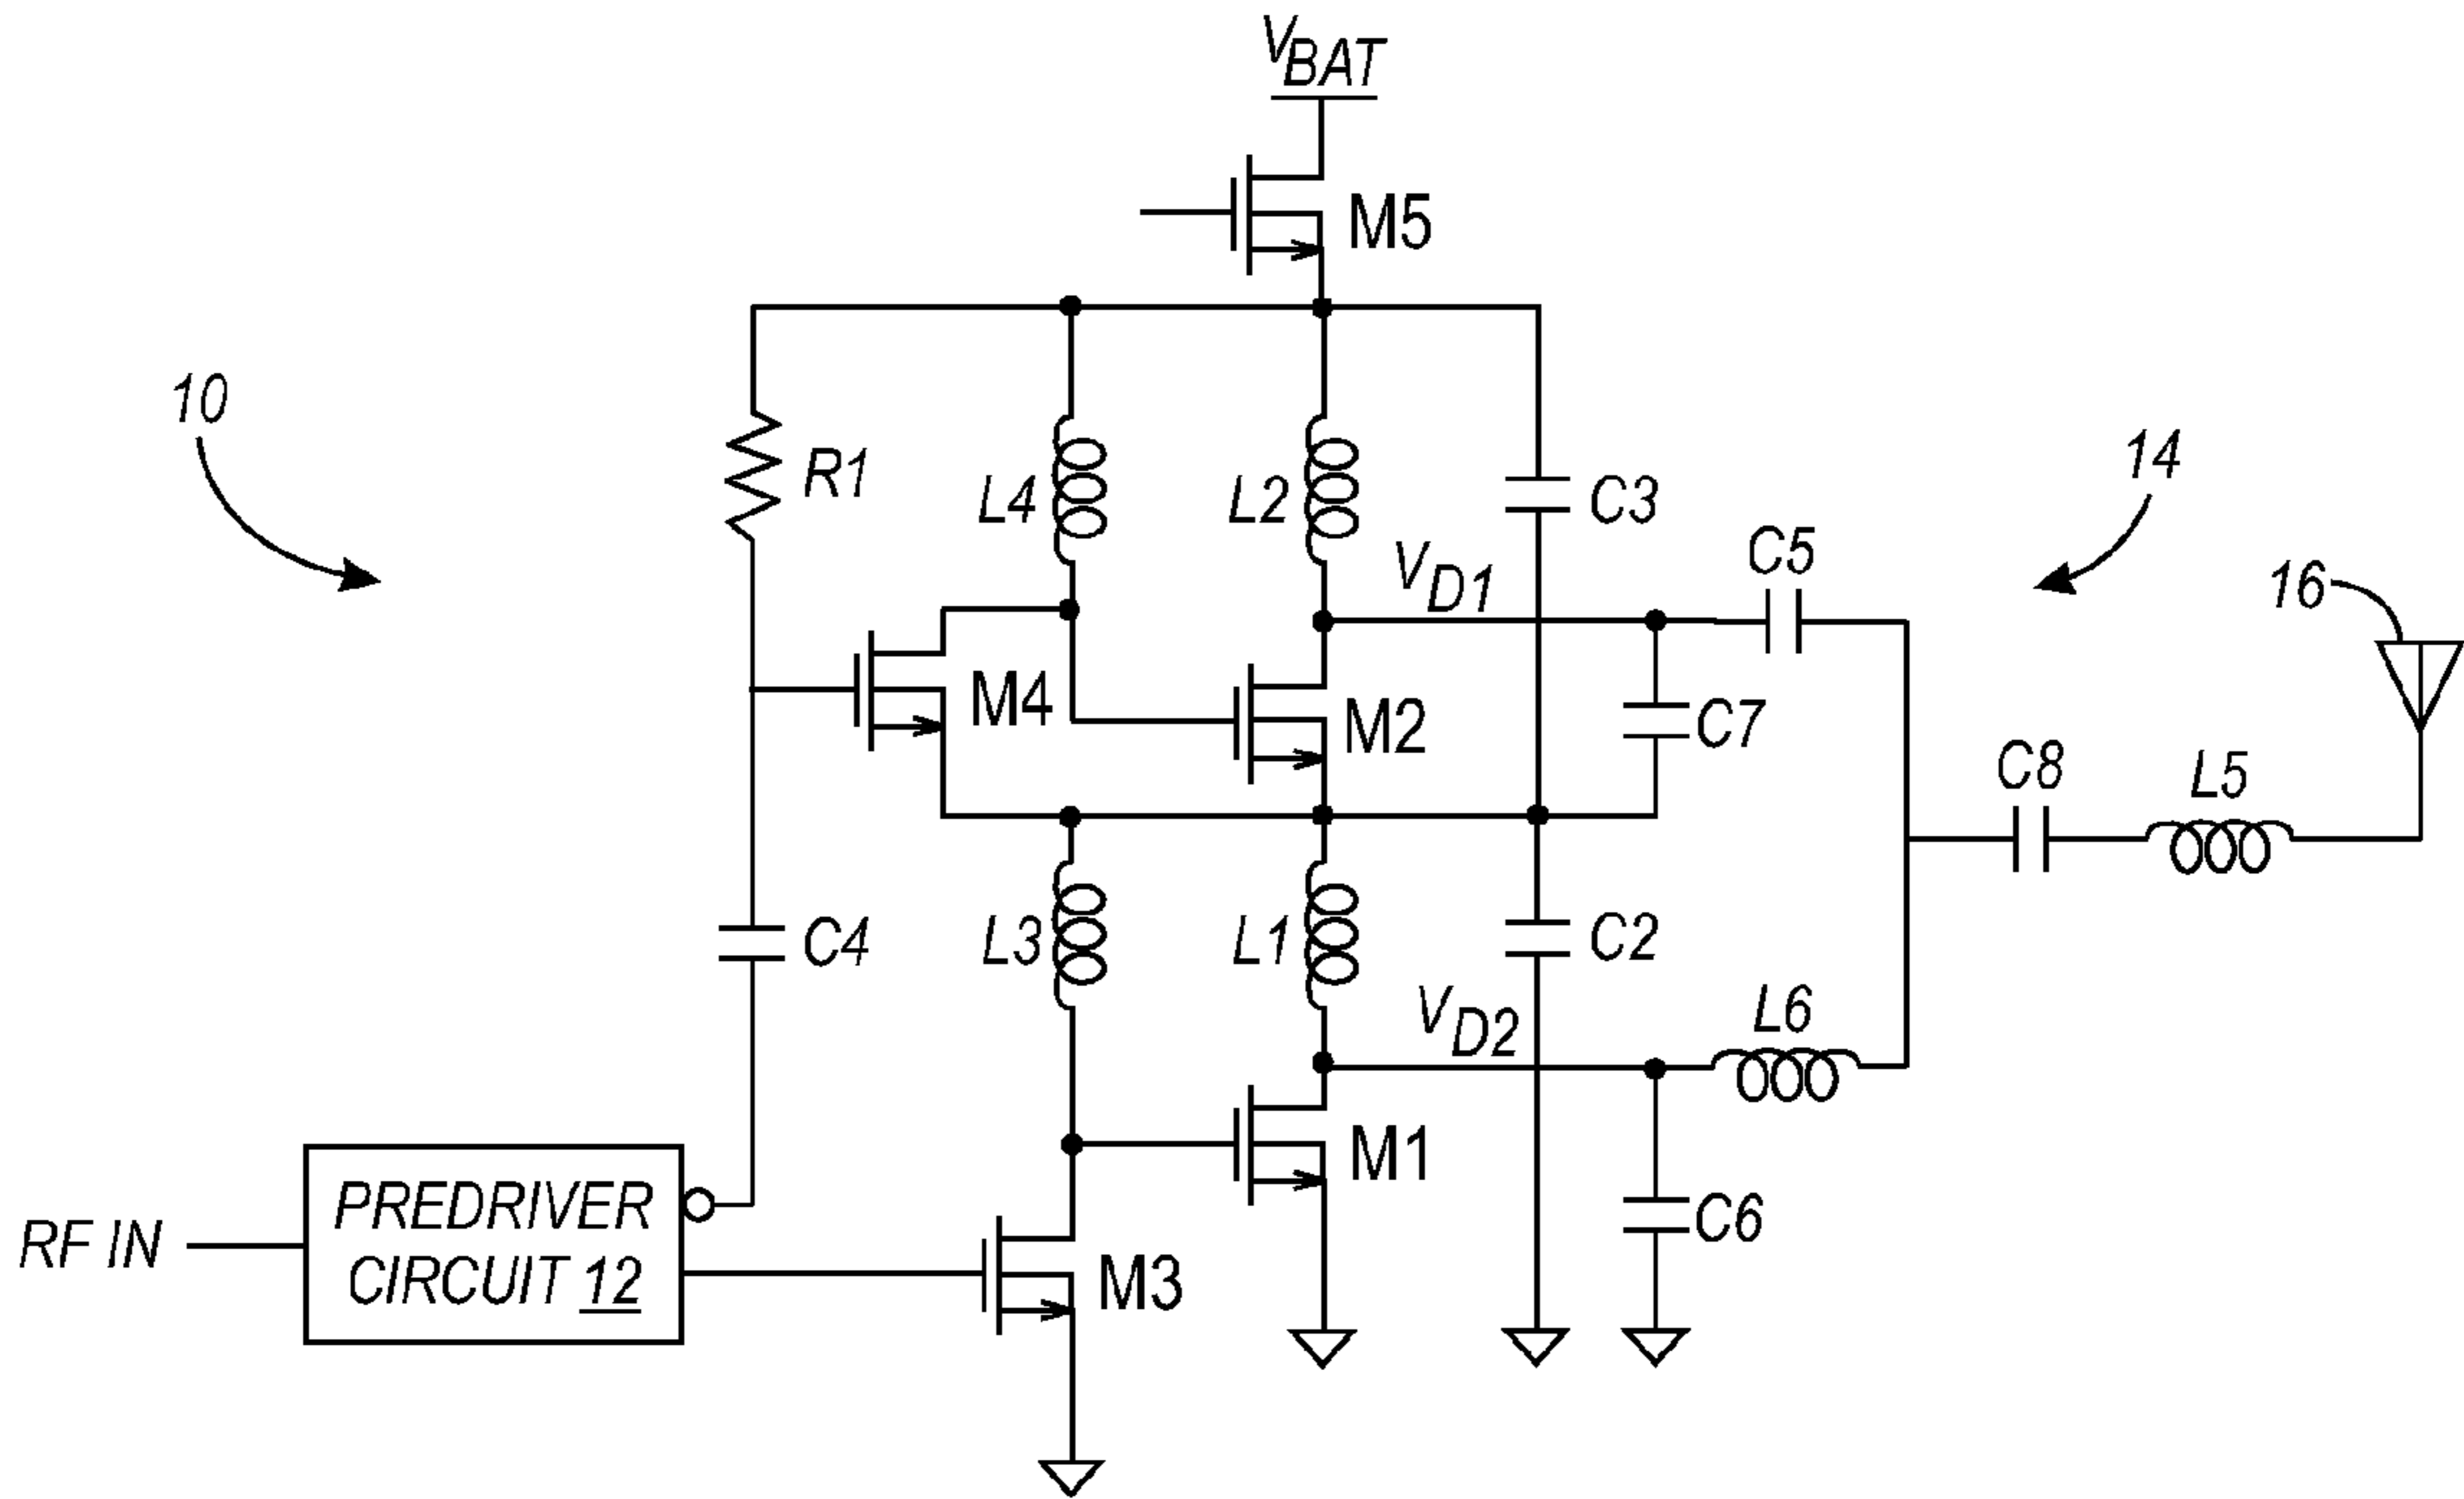 VBAT
M5
10
R1
L4
L2
C3
14
VD1
C5
16
M4
M2
C7
C8
L5
C4
L3
L1
C2
VD2
L6
M1
RF IN
PREDRIVER
CIRCUIT 12
M3
C6